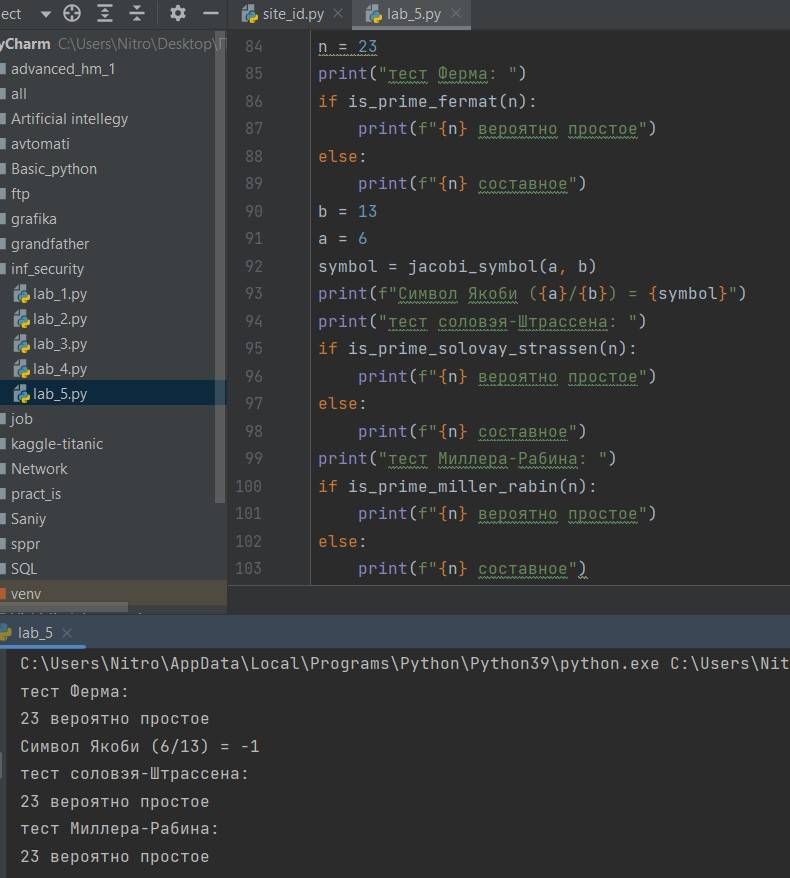 ect
site_id.py
lab_5.py
yCharm C:\Users\Nitro\Desktop\
advanced_hm_1
all
Artificial intellegy
avtomati
Basic_python
ftp
grafika
grandfather
inf_security
lab_1.py
lab_2.py
lab_3.py
lab_4.py
lab_5.py
job
kaggle-titanic
Network
pract_is
Saniy
sppr
SQL
venv
84 n = 23
85 print("тест Ферма: ")
86 if is_prime_fermat(n):
87 print(f"{n} вероятно простое")
88 else:
89 print(f"{n} составное")
90 b = 13
91 a = 6
92 symbol = jacobi_symbol(a, b)
93 print(f"Символ Якоби ({a}/{b}) = {symbol}")
94 print("тест соловэя-Штрассена: ")
95 if is_prime_solovay_strassen(n):
96 print(f"{n} вероятно простое")
97 else:
98 print(f"{n} составное")
99 print("тест Миллера-Рабина: ")
100 if is_prime_miller_rabin(n):
101 print(f"{n} вероятно простое")
102 else:
103 print(f"{n} составное")
lab_5
C:\Users\Nitro\AppData\Local\Programs\Python\Python39\python.exe C:\Users\Nit
тест Ферма:
23 вероятно простое
Символ Якоби (6/13) = -1
тест соловэя-Штрассена:
23 вероятно простое
тест Миллера-Рабина:
23 вероятно простое